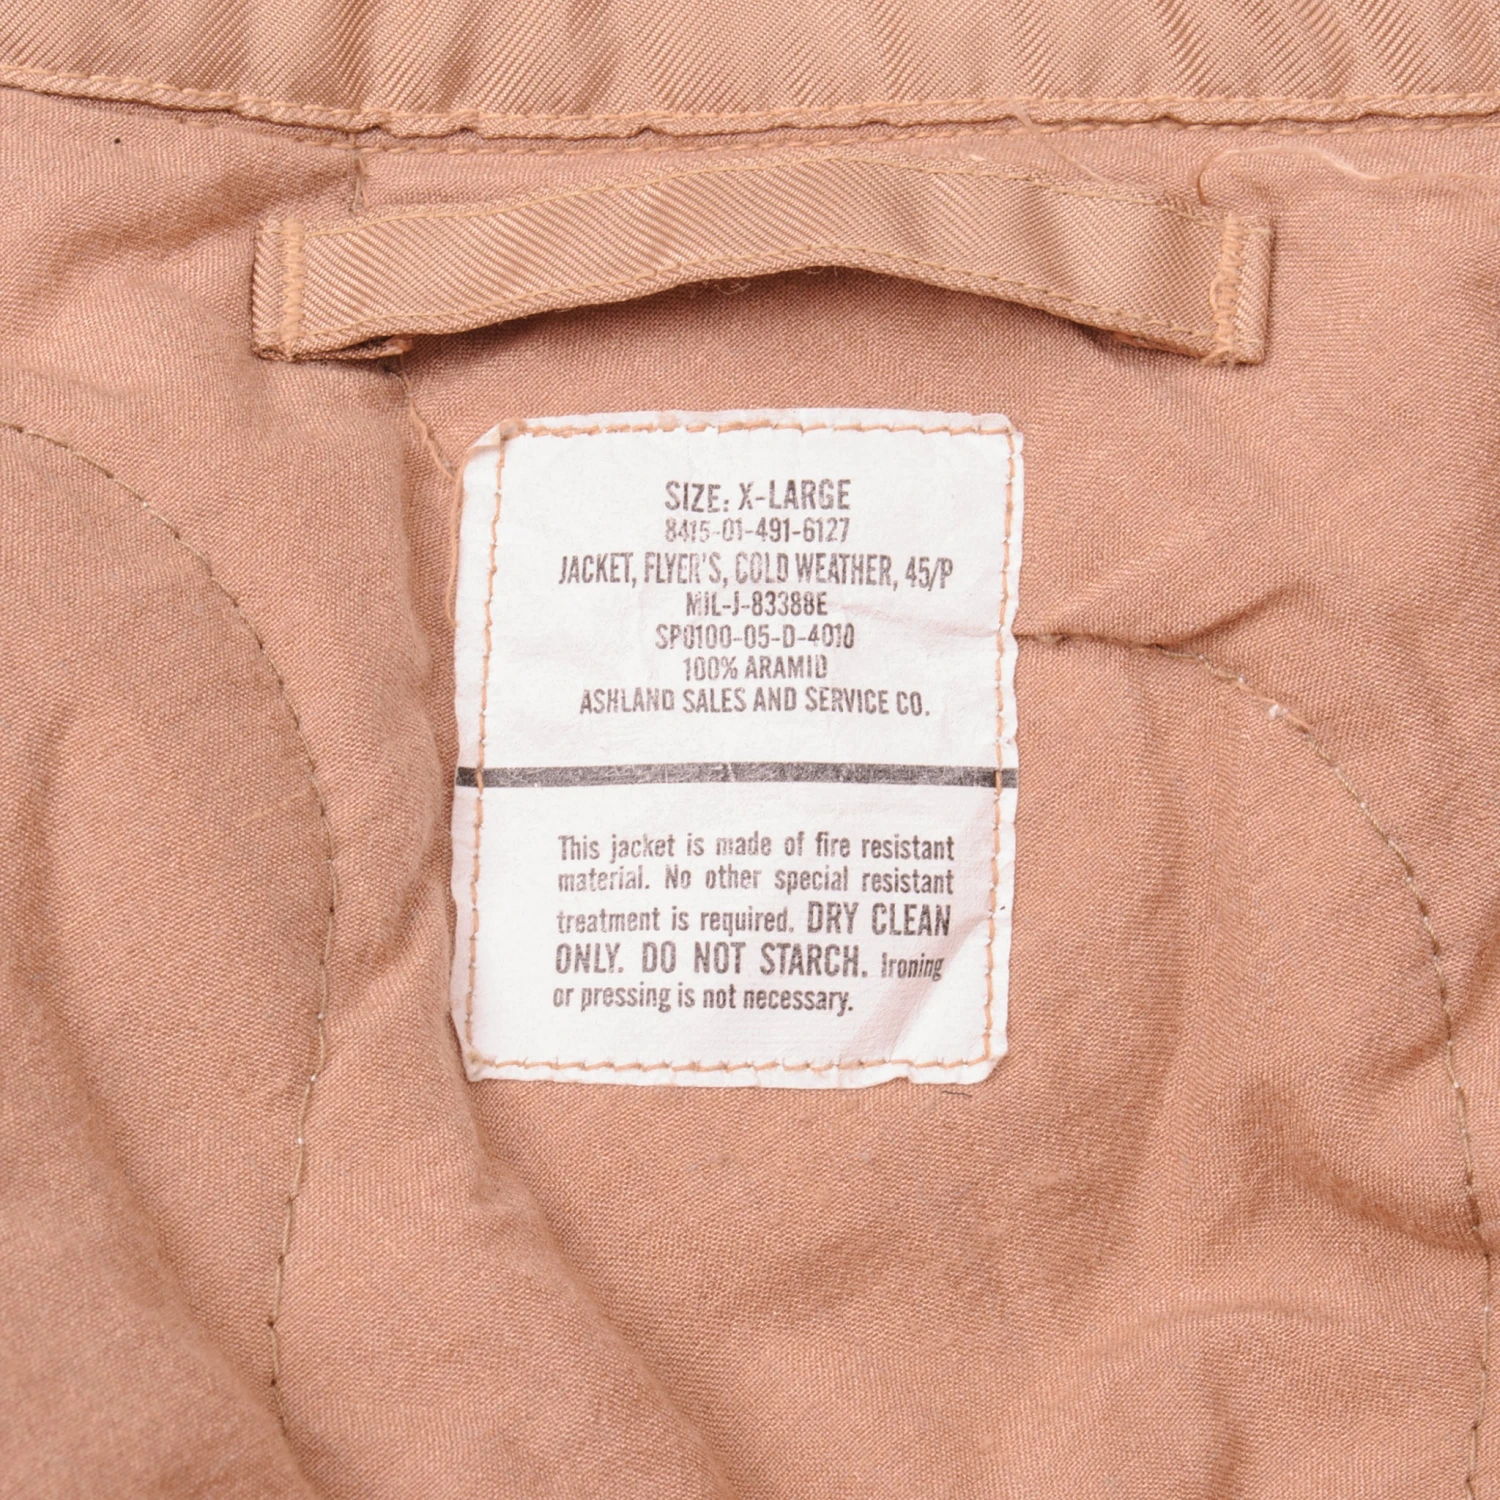 SIZE: X-LARGE
8415-01-491-6127
JACKET, FLYER'S, COLD WEATHER, 45/P
MIL-J-83388E
SP0100-05-D-4010
100% ARAMID
ASHLAND SALES AND SERVICE CO.
This jacket is made of fire resistant
material. No other special resistant
treatment is required. DRY CLEAN
ONLY. DO NOT STARCH. Ironing
or pressing is not necessary.